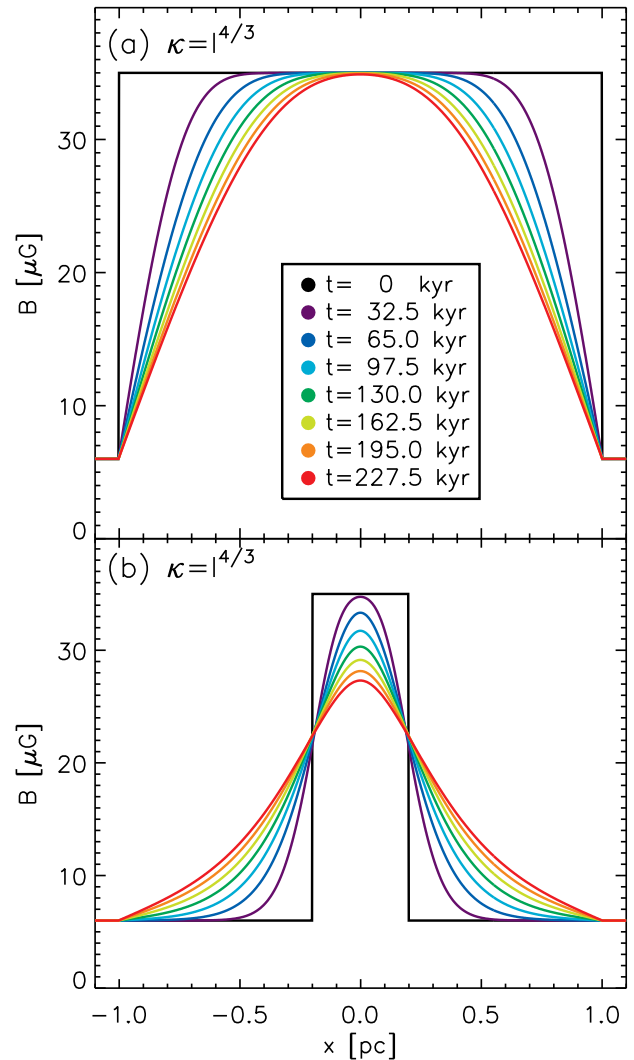 (a) κ=l^4/3
30
20
10
0
B [μG]
t= 0 kyr
t= 32.5 kyr
t= 65.0 kyr
t= 97.5 kyr
t=130.0 kyr
t=162.5 kyr
t=195.0 kyr
t=227.5 kyr
(b) κ=l^4/3
30
20
10
0
B [μG]
-1.0 -0.5 0.0 0.5 1.0
x [pc]